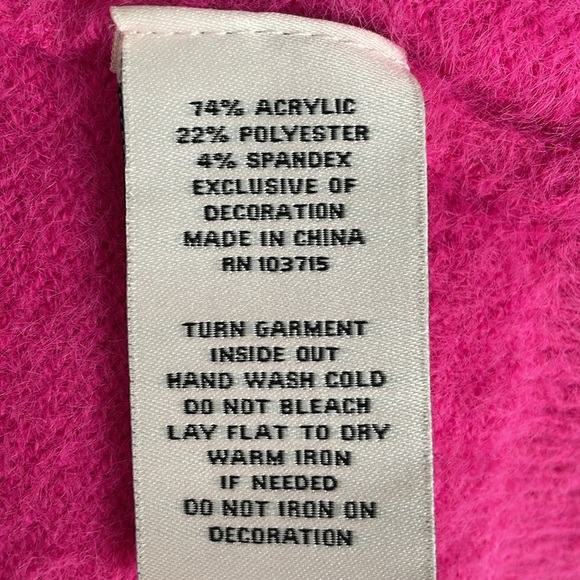 74% ACRYLIC
22% POLYESTER
4% SPANDEX
EXCLUSIVE OF
DECORATION
MADE IN CHINA
RN 103715
TURN GARMENT
INSIDE OUT
HAND WASH COLD
DO NOT BLEACH
LAY FLAT TO DRY
WARM IRON
IF NEEDED
DO NOT IRON ON
DECORATION